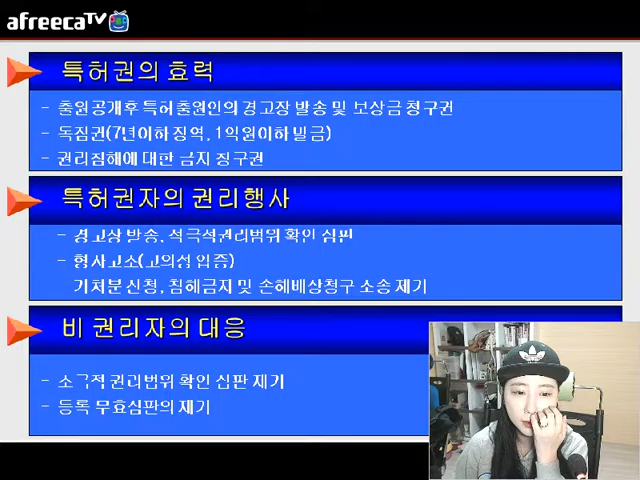 afreecaTV
특허권의 효력
- 출원공개후 특허출원인의 경고장 발송 및 보상금 청구권
- 독점권(7년이하 징역, 1억원이하 벌금)
- 권리침해에 대한 금지 청구권
특허권자의 권리행사
- 경고장 발송, 적극적권리범위 확인 심판
- 형사고소(고의성 입증)
가처분 신청, 침해금지 및 손해배상청구 소송 제기
비 권리자의 대응
- 소극적 권리범위 확인 심판 제기
- 등록 무효심판의 제기